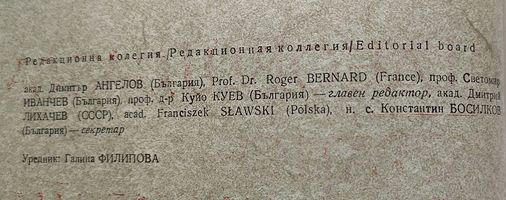 Редакционна колегия./Редакционная коллегия/Editorial board
акад. Димитър АНГЕЛОВ (България), Prof. Dr. Roger BERNARD (France), проф. Светомир
ИВАНЧЕВ (България), проф. д-р Куйо КУЕВ (България) — главен редактор, акад. Дмитрий
ЛИХАЧЕВ (СССР), acad. Franciszek SŁAWSKI (Polska), н. с. Константин БОСИЛКОВ
(България) — секретар
Уредник: Галина ФИЛИПОВА